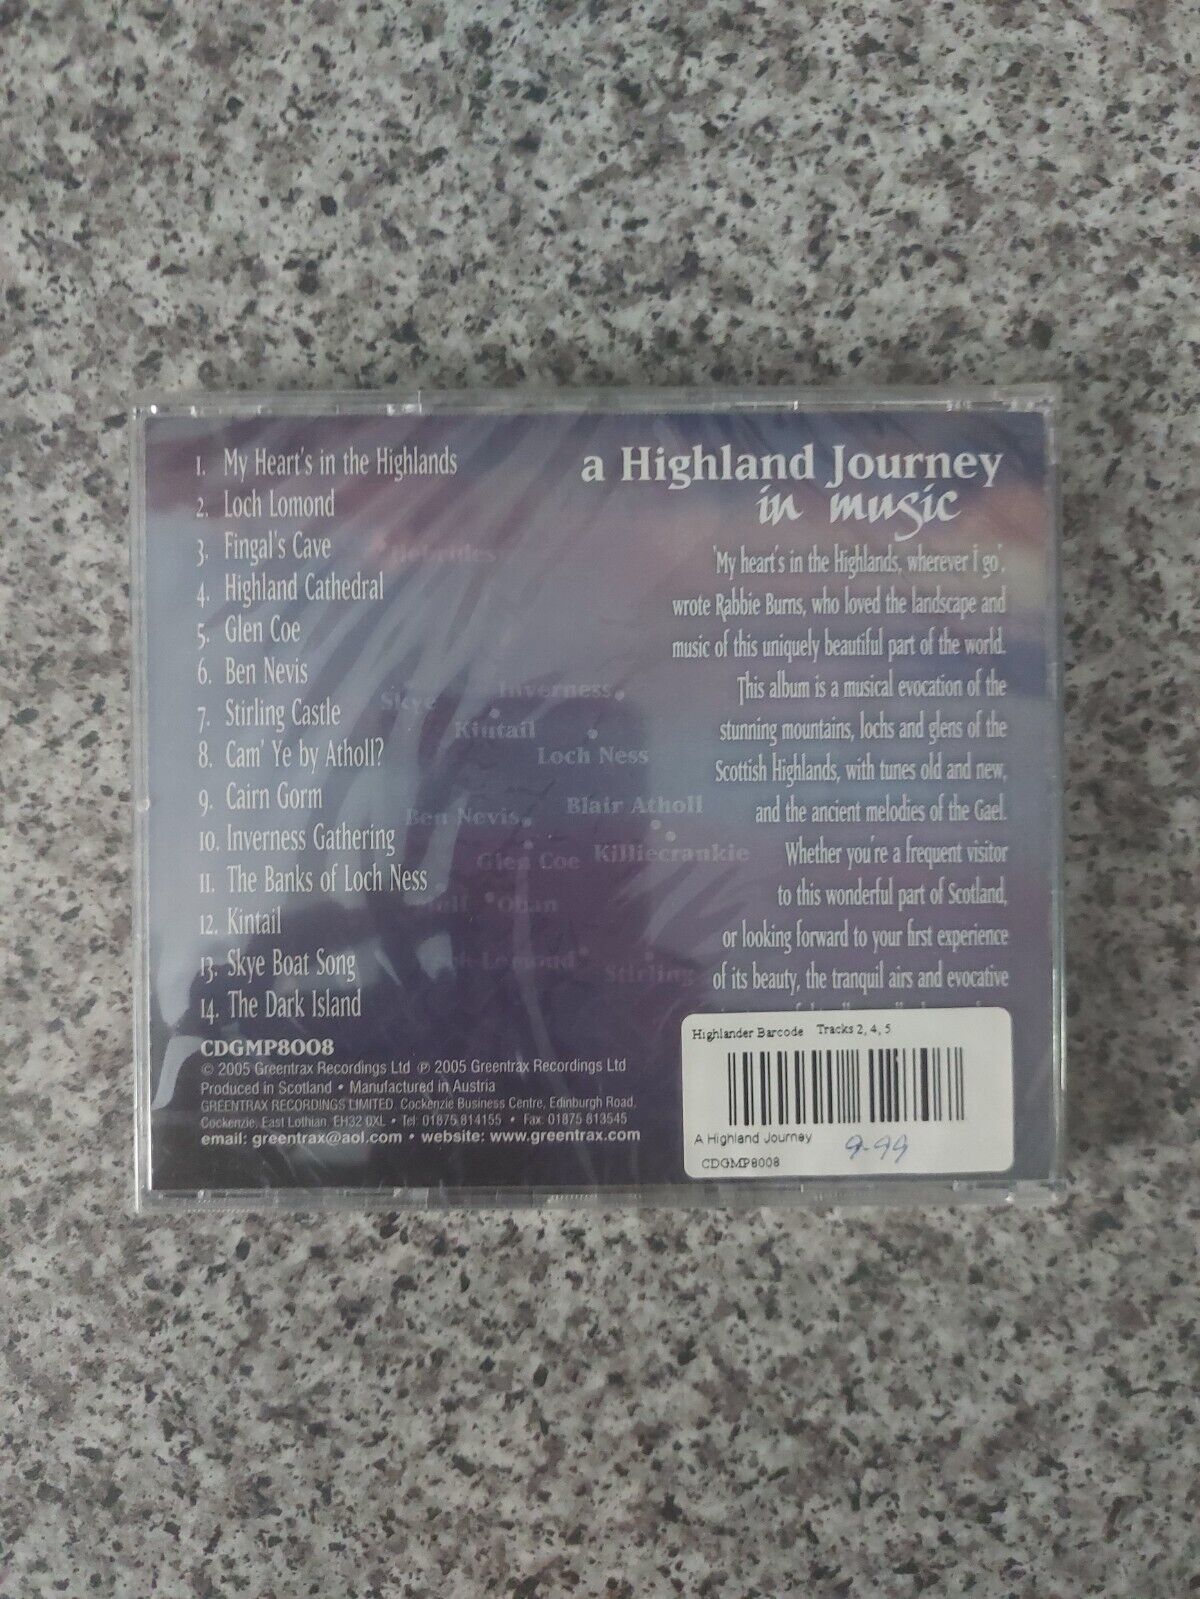 1. My Heart's in the Highlands
2. Loch Lomond
3. Fingal's Cave
4. Highland Cathedral
5. Glen Coe
6. Ben Nevis
7. Stirling Castle
8. Cam' Ye by Atholl?
9. Cairn Gorm
10. Inverness Gathering
11. The Banks of Loch Ness
12. Kintail
13. Skye Boat Song
14. The Dark Island
CDGMP8008
© 2005 Greentrax Recordings Ltd ℗ 2005 Greentrax Recordings Ltd
Produced in Scotland • Manufactured in Austria
GREENTRAX RECORDINGS LIMITED Cockenzie Business Centre, Edinburgh Road,
Cockenzie, East Lothian, EH32 0XL • Tel: 01875 814155 • Fax: 01875 813545
email: greentrax@aol.com • website: www.greentrax.com
Hebrides
Skye
Inverness
Kintail
Loch Ness
Blair Atholl
Ben Nevis
Killiecrankie
Glen Coe
Mull
Oban
Lomond
Stirling
a Highland Journey
in music
'My heart's in the Highlands, wherever I go',
wrote Rabbie Burns, who loved the landscape and
music of this uniquely beautiful part of the world.
This album is a musical evocation of the
stunning mountains, lochs and glens of the
Scottish Highlands, with tunes old and new,
and the ancient melodies of the Gael.
Whether you're a frequent visitor
to this wonderful part of Scotland,
or looking forward to your first experience
of its beauty, the tranquil airs and evocative
Highlander Barcode Tracks 2, 4, 5
A Highland Journey
9-99
CDGMP8008